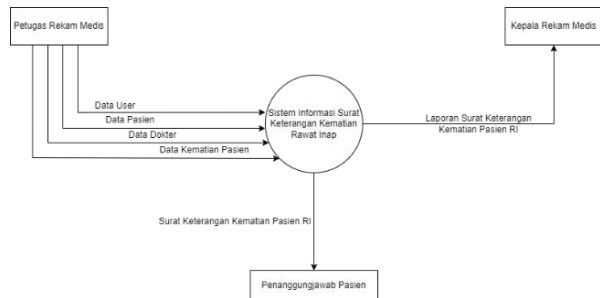 Petugas Rekam Medis
Kepala Rekam Medis
Data User
Data Pasien
Data Dokter
Data Kematian Pasien
Sistem Informasi Surat
Keterangan Kematian
Rawat Inap
Laporan Surat Keterangan
Kematian Pasien RI
Surat Keterangan Kematian Pasien RI
Penanggungjawab Pasien